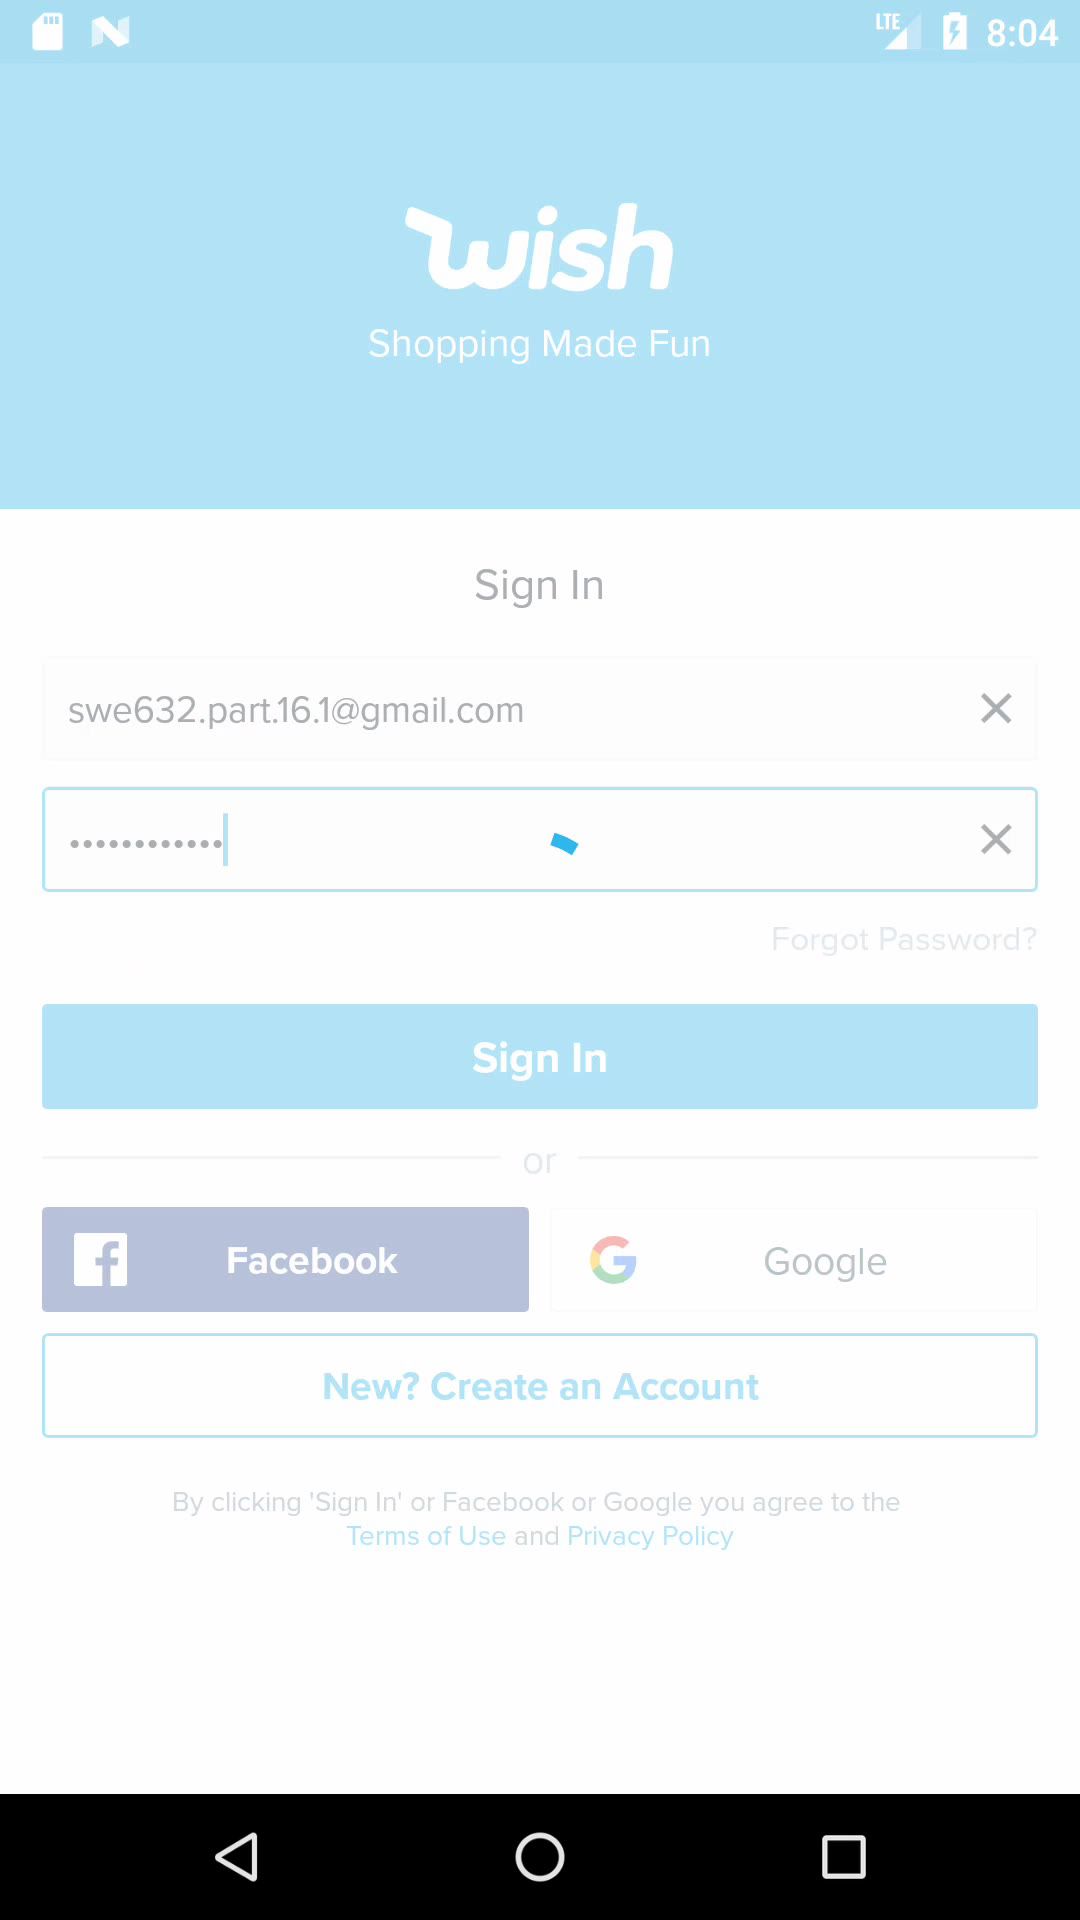 LTE 8:04
wish
Shopping Made Fun
Sign In
swe632.part.16.1@gmail.com
••••••••••••
Forgot Password?
Sign In
or
Facebook
Google
New? Create an Account
By clicking 'Sign In' or Facebook or Google you agree to the
Terms of Use and Privacy Policy